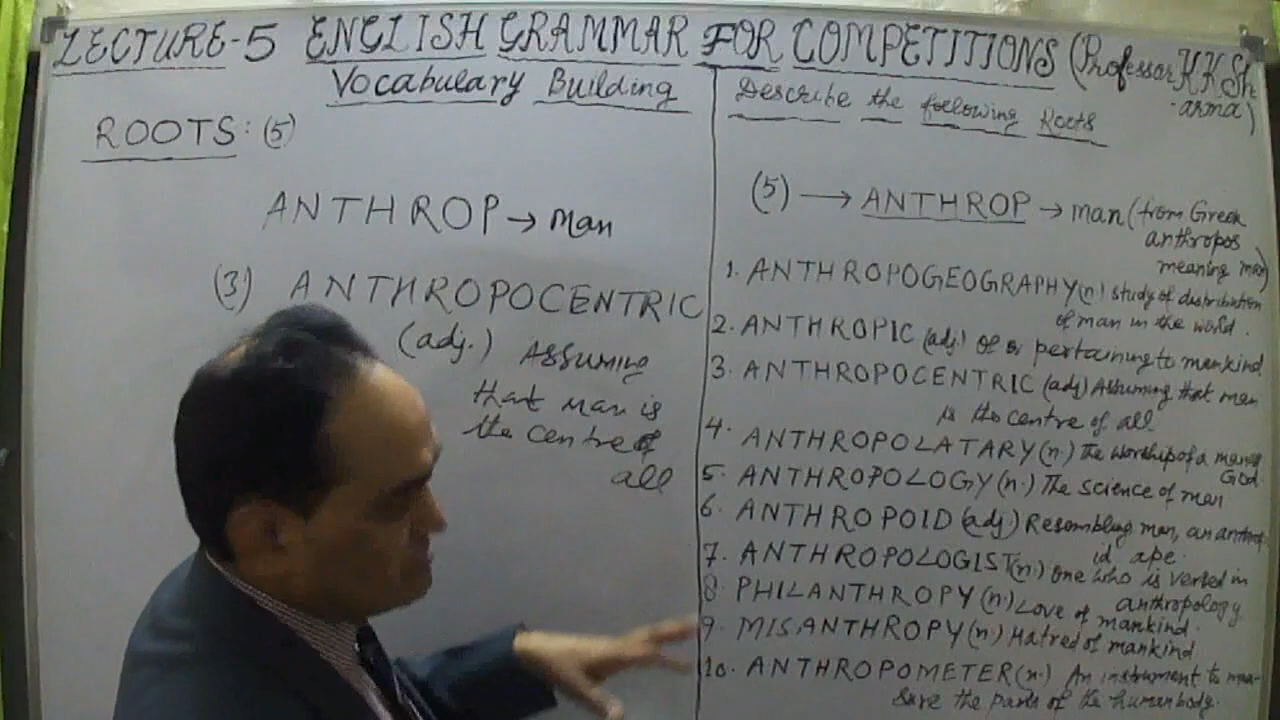 LECTURE-5 ENGLISH GRAMMAR FOR COMPETITIONS (Professor KK Sh
arma)
Vocabulary Building
ROOTS: (5)
ANTHROP → Man
(3) ANTHROPOCENTRIC
(adj.) Assuming
that man is
the centre of
all
Describe the following Roots
(5) → ANTHROP → man (from Greek
anthropos
meaning man)
1. ANTHROPOGEOGRAPHY (n) study of distribution
of man in the world.
2. ANTHROPIC (adj.) of or pertaining to mankind
3. ANTHROPOCENTRIC (adj) Assuming that man
is the centre of all
4. ANTHROPOLATARY (n.) The worship of a man as
God.
5. ANTHROPOLOGY (n.) The science of man
6. ANTHROPOID (adj) Resembling man, an anthropo
id ape.
7. ANTHROPOLOGIST (n.) one who is versed in
anthropology
8. PHILANTHROPY (n.) Love of mankind.
9. MISANTHROPY (n) Hatred of mankind
10. ANTHROPOMETER (n.) An instrument to mea-
sure the parts of the human body.